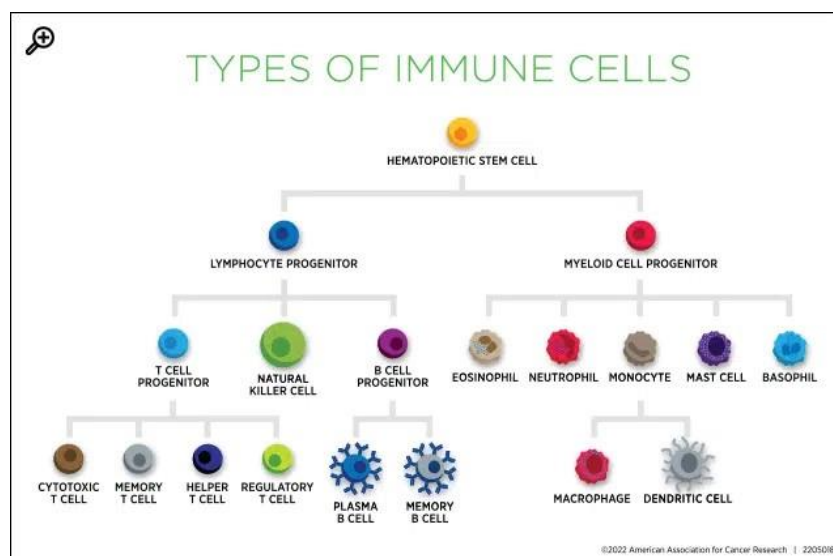 TYPES OF IMMUNE CELLS
HEMATOPOIETIC STEM CELL
LYMPHOCYTE PROGENITOR
MYELOID CELL PROGENITOR
T CELL
PROGENITOR
NATURAL
KILLER CELL
B CELL
PROGENITOR
EOSINOPHIL
NEUTROPHIL
MONOCYTE
MAST CELL
BASOPHIL
CYTOTOXIC
T CELL
MEMORY
T CELL
HELPER
T CELL
REGULATORY
T CELL
PLASMA
B CELL
MEMORY
B CELL
MACROPHAGE
DENDRITIC CELL
©2022 American Association for Cancer Research |